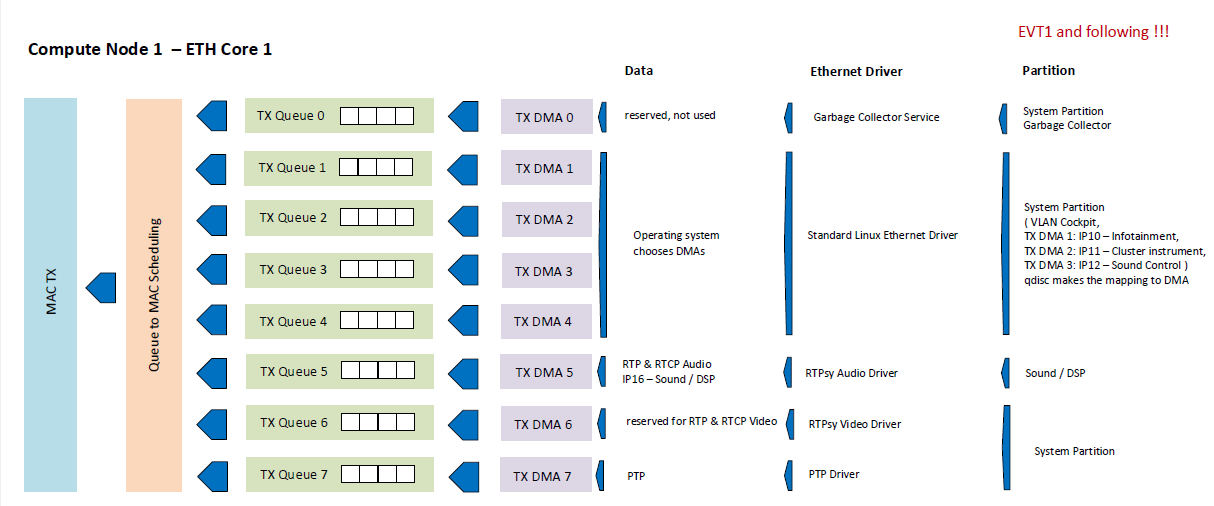 EVT1 and following !!!
Compute Node 1 – ETH Core 1
Data
Ethernet Driver
Partition
MAC TX
Queue to MAC Scheduling
TX Queue 0
TX DMA 0
reserved, not used
Garbage Collector Service
System Partition
Garbage Collector
TX Queue 1
TX DMA 1
TX Queue 2
TX DMA 2
TX Queue 3
TX DMA 3
TX Queue 4
TX DMA 4
Operating system
chooses DMAs
Standard Linux Ethernet Driver
System Partition
( VLAN Cockpit,
TX DMA 1: IP10 – Infotainment,
TX DMA 2: IP11 – Cluster instrument,
TX DMA 3: IP12 – Sound Control )
qdisc makes the mapping to DMA
TX Queue 5
TX DMA 5
RTP & RTCP Audio
IP16 – Sound / DSP
RTPsy Audio Driver
Sound / DSP
TX Queue 6
TX DMA 6
reserved for RTP & RTCP Video
RTPsy Video Driver
TX Queue 7
TX DMA 7
PTP
PTP Driver
System Partition